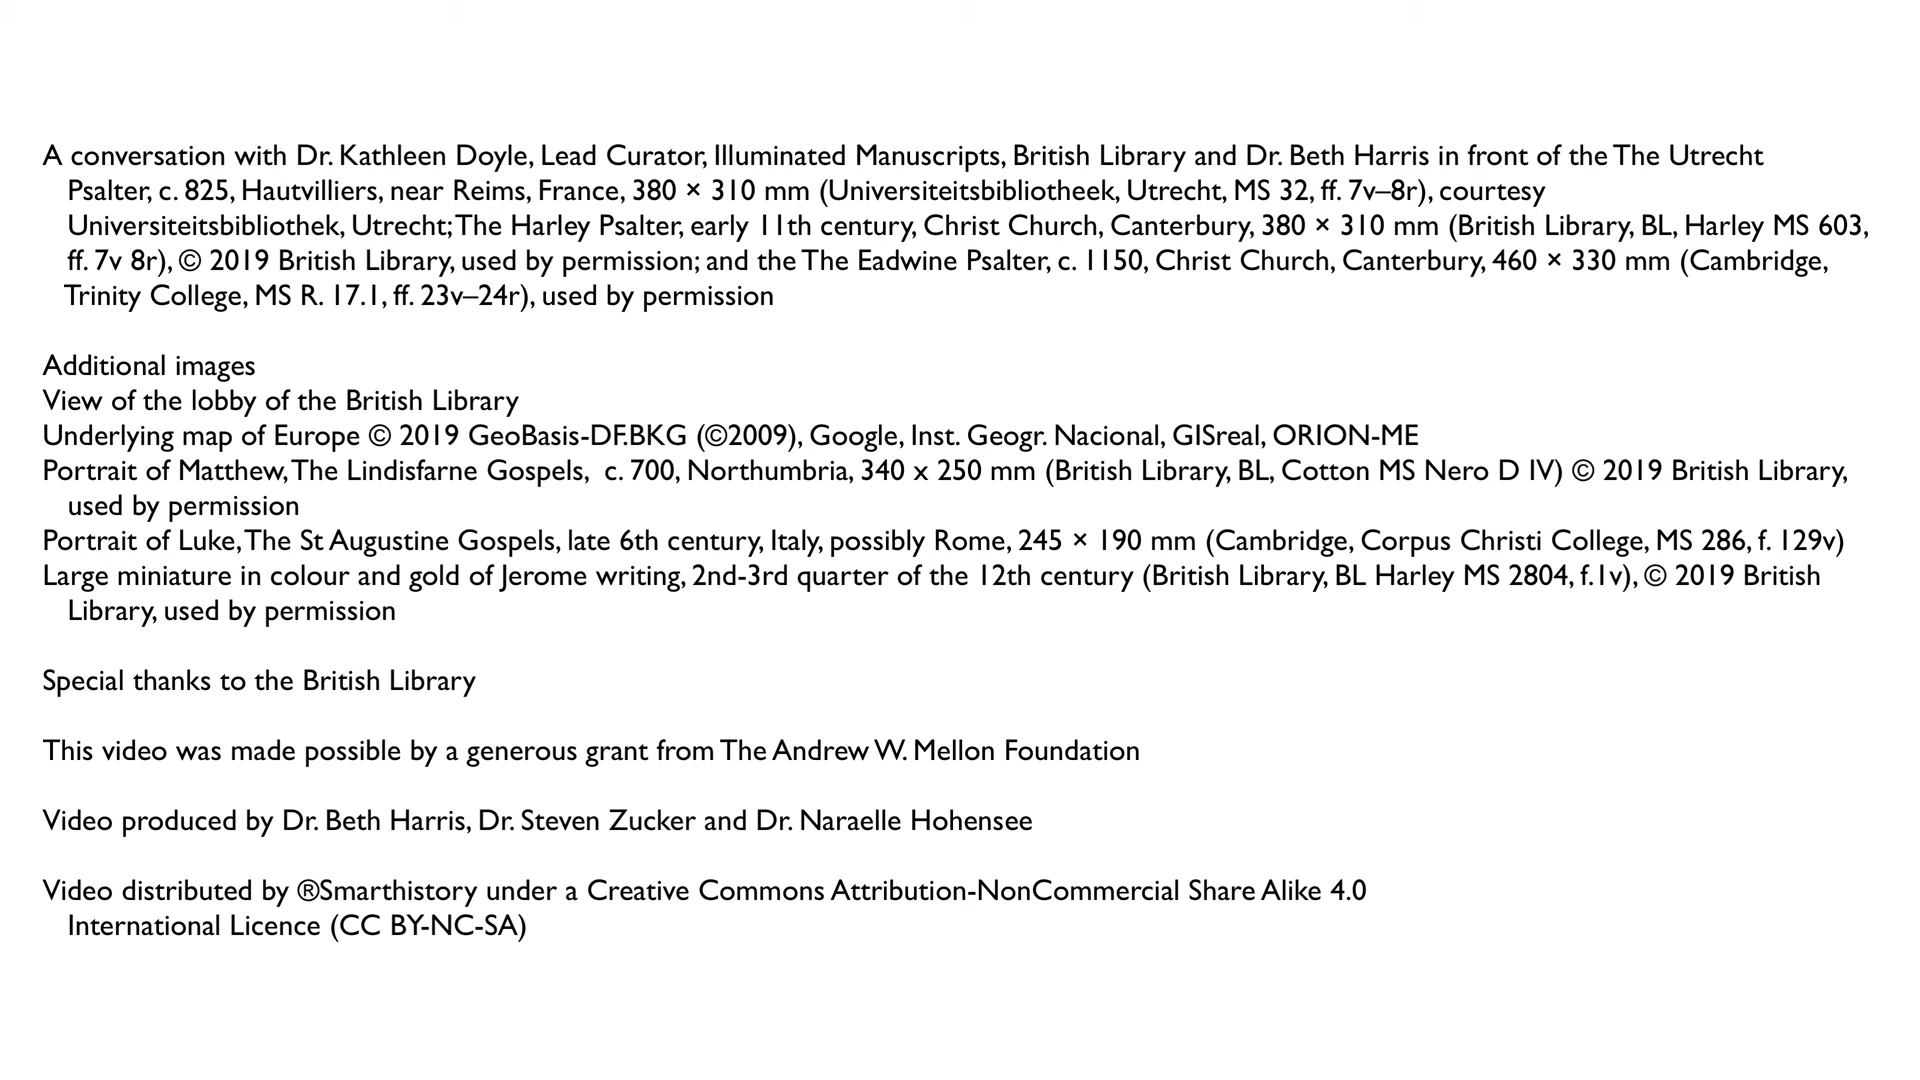 A conversation with Dr. Kathleen Doyle, Lead Curator, Illuminated Manuscripts, British Library and Dr. Beth Harris in front of the The Utrecht
Psalter, c. 825, Hautvilliers, near Reims, France, 380 × 310 mm (Universiteitsbibliotheek, Utrecht, MS 32, ff. 7v–8r), courtesy
Universiteitsbibliothek, Utrecht; The Harley Psalter, early 11th century, Christ Church, Canterbury, 380 × 310 mm (British Library, BL, Harley MS 603,
ff. 7v 8r), © 2019 British Library, used by permission; and the The Eadwine Psalter, c. 1150, Christ Church, Canterbury, 460 × 330 mm (Cambridge,
Trinity College, MS R. 17.1, ff. 23v–24r), used by permission
Additional images
View of the lobby of the British Library
Underlying map of Europe © 2019 GeoBasis-DF.BKG (©2009), Google, Inst. Geogr. Nacional, GISreal, ORION-ME
Portrait of Matthew, The Lindisfarne Gospels, c. 700, Northumbria, 340 x 250 mm (British Library, BL, Cotton MS Nero D IV) © 2019 British Library,
used by permission
Portrait of Luke, The St Augustine Gospels, late 6th century, Italy, possibly Rome, 245 × 190 mm (Cambridge, Corpus Christi College, MS 286, f. 129v)
Large miniature in colour and gold of Jerome writing, 2nd-3rd quarter of the 12th century (British Library, BL Harley MS 2804, f.1v), © 2019 British
Library, used by permission
Special thanks to the British Library
This video was made possible by a generous grant from The Andrew W. Mellon Foundation
Video produced by Dr. Beth Harris, Dr. Steven Zucker and Dr. Naraelle Hohensee
Video distributed by ®Smarthistory under a Creative Commons Attribution-NonCommercial Share Alike 4.0
International Licence (CC BY-NC-SA)